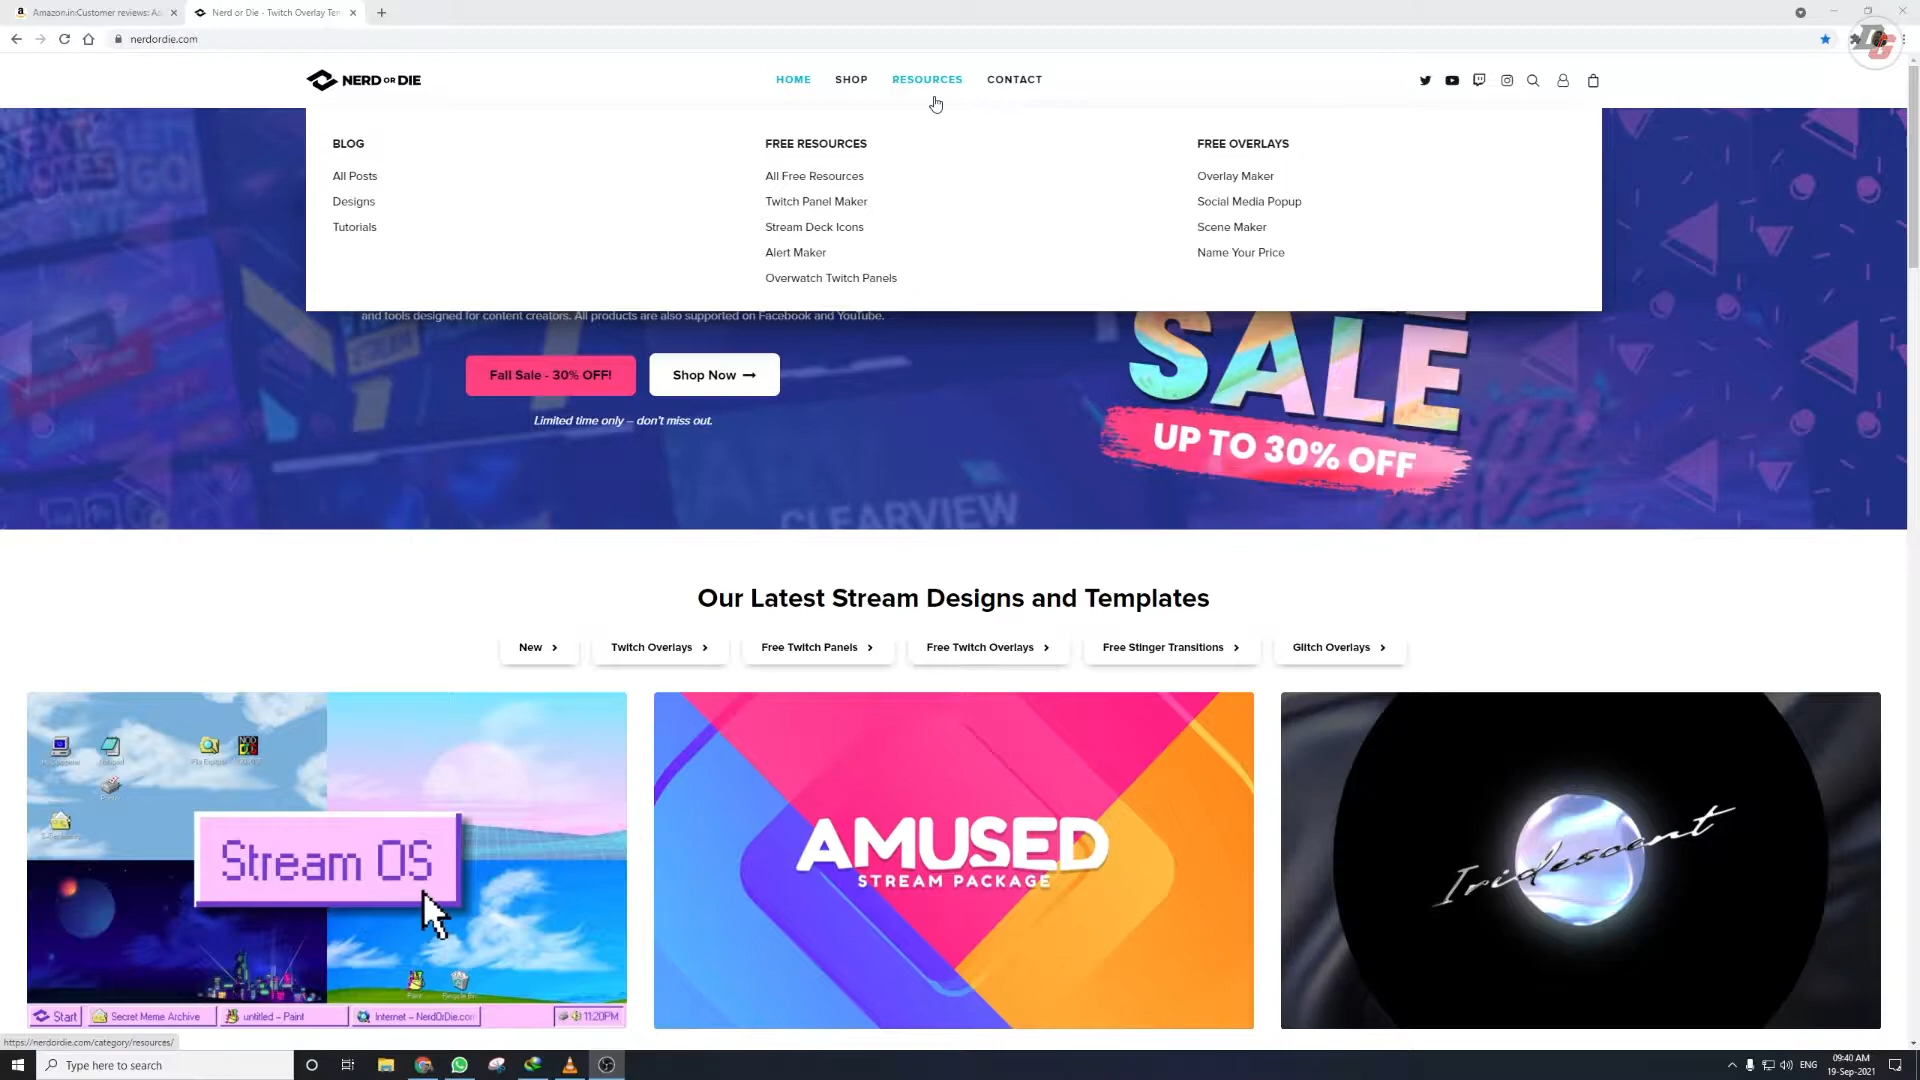 Amazon.in:Customer reviews:
Nerd or Die - Twitch Overlay Tem
nerdordie.com
NERD OR DIE
HOME
SHOP
RESOURCES
CONTACT
BLOG
All Posts
Designs
Tutorials
FREE RESOURCES
All Free Resources
Twitch Panel Maker
Stream Deck Icons
Alert Maker
Overwatch Twitch Panels
FREE OVERLAYS
Overlay Maker
Social Media Popup
Scene Maker
Name Your Price
and tools designed for content creators. All products are also supported on Facebook and YouTube.
Fall Sale - 30% OFF!
Shop Now
Limited time only – don't miss out.
SALE
UP TO 30% OFF
CLEARVIEW
Our Latest Stream Designs and Templates
New
Twitch Overlays
Free Twitch Panels
Free Twitch Overlays
Free Stinger Transitions
Glitch Overlays
Stream OS
Start
Secret Meme Archive
untitled - Paint
Internet - NerdOrDie.com
11:20PM
Paint
Recycle Bin
AMUSED
STREAM PACKAGE
Iridescent
https://nerdordie.com/category/resources/
Type here to search
ENG
09:40 AM
19-Sep-2021